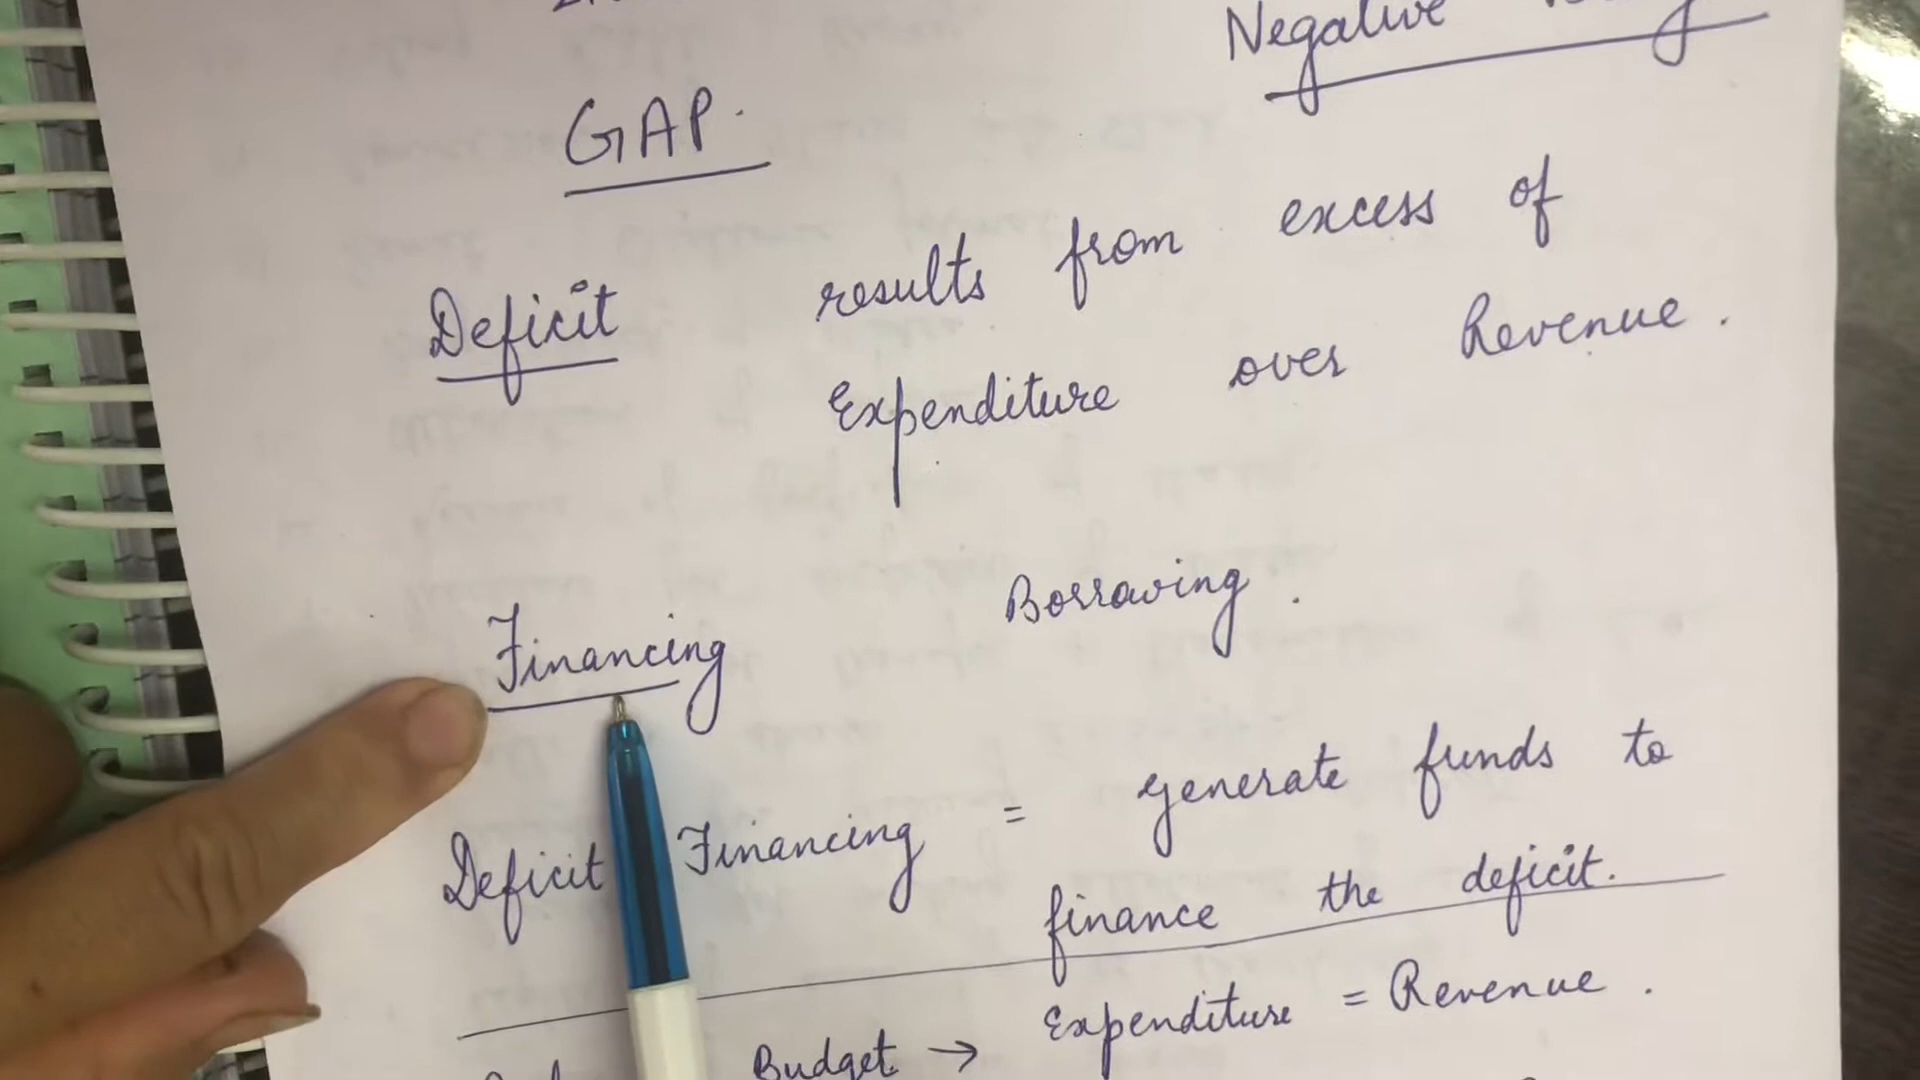 Negative
GAP.
Deficit results from excess of
Expenditure over Revenue.
Financing Borrowing.
Deficit Financing = generate funds to
finance the deficit.
Budget → Expenditure = Revenue.